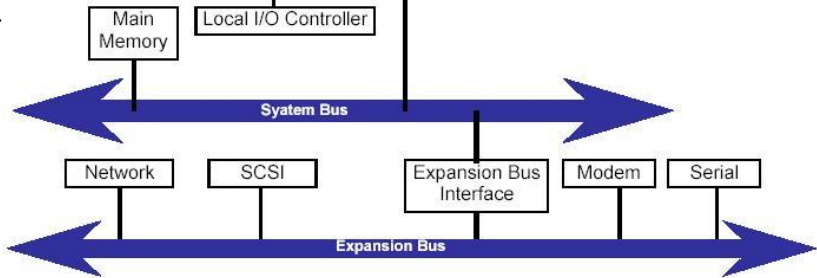 Main
Memory
Local I/O Controller
Syatem Bus
Network
SCSI
Expansion Bus
Interface
Modem
Serial
Expansion Bus